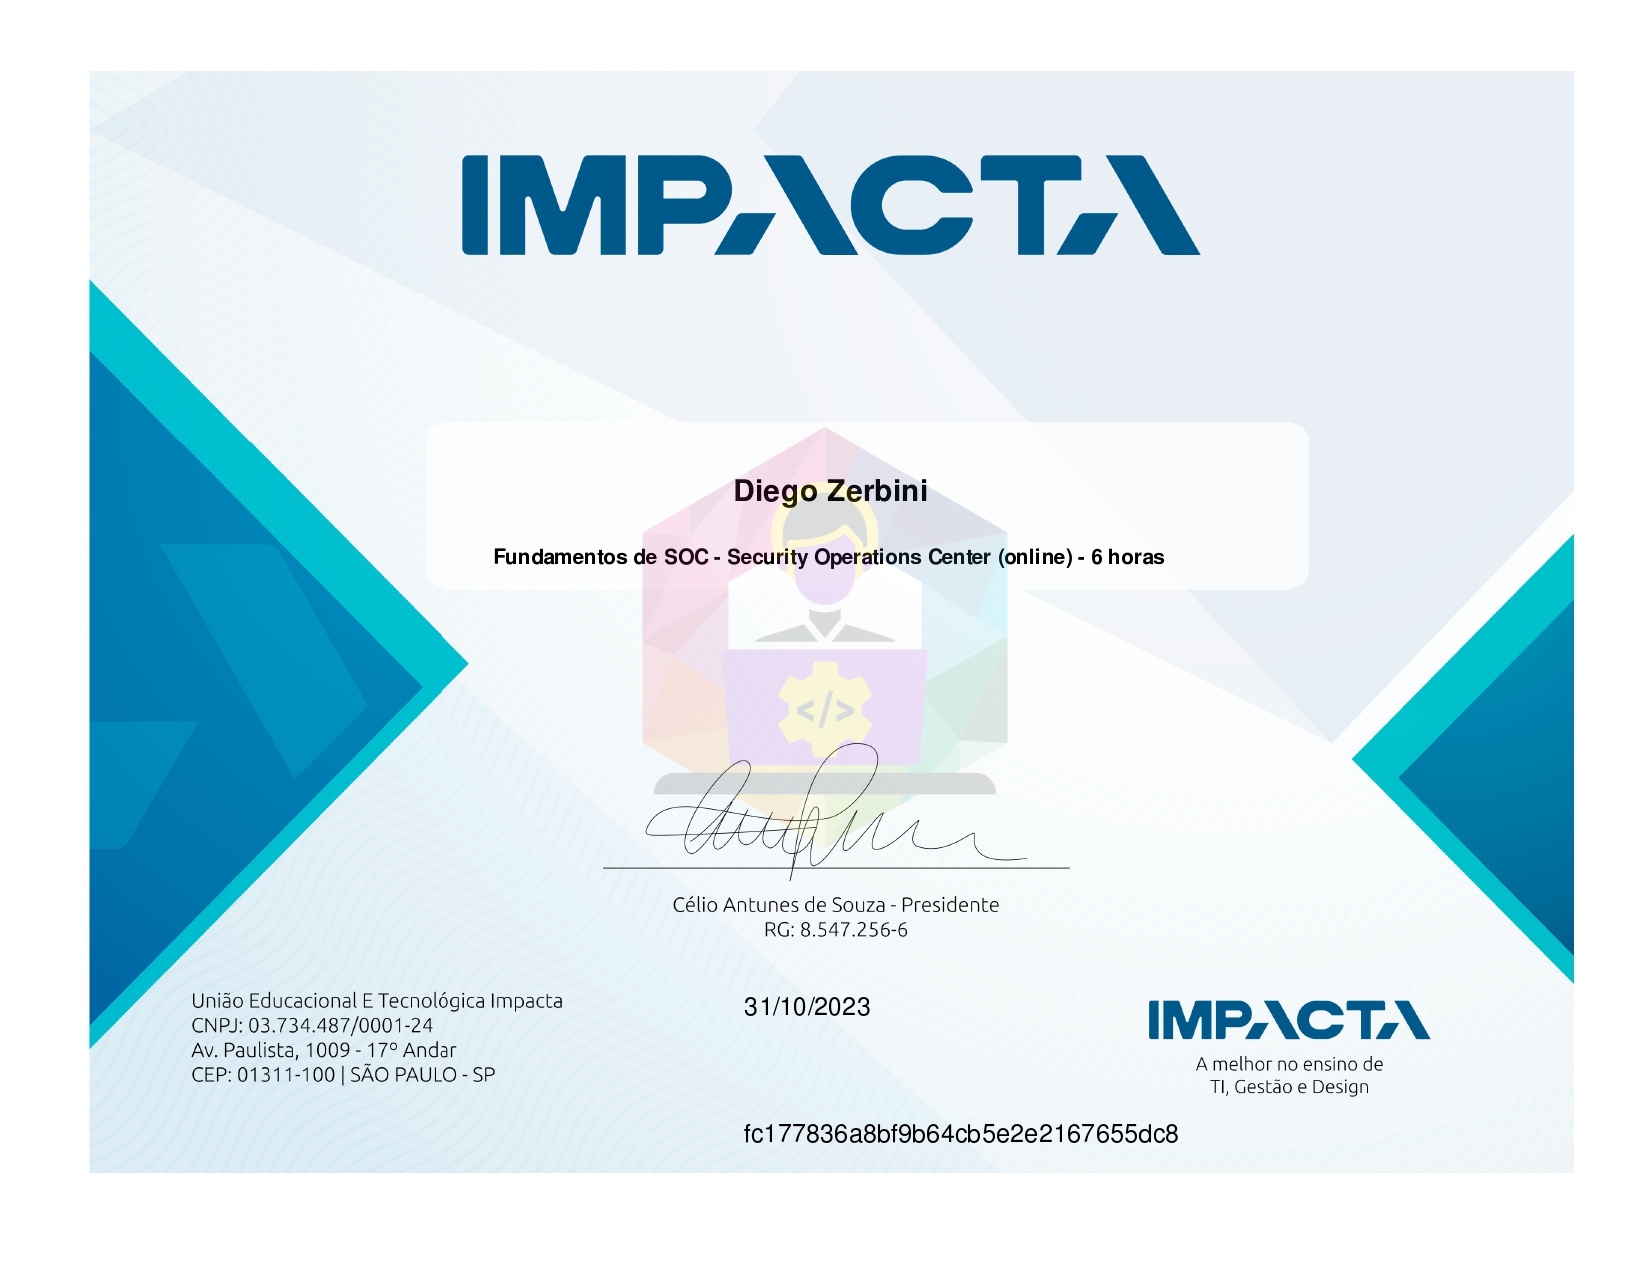 IMPACTA
Diego Zerbini
Fundamentos de SOC - Security Operations Center (online) - 6 horas
</>
Célio Antunes de Souza - Presidente
RG: 8.547.256-6
União Educacional E Tecnológica Impacta
CNPJ: 03.734.487/0001-24
Av. Paulista, 1009 - 17º Andar
CEP: 01311-100 | SÃO PAULO - SP
31/10/2023
IMPACTA
A melhor no ensino de
TI, Gestão e Design
fc177836a8bf9b64cb5e2e2167655dc8